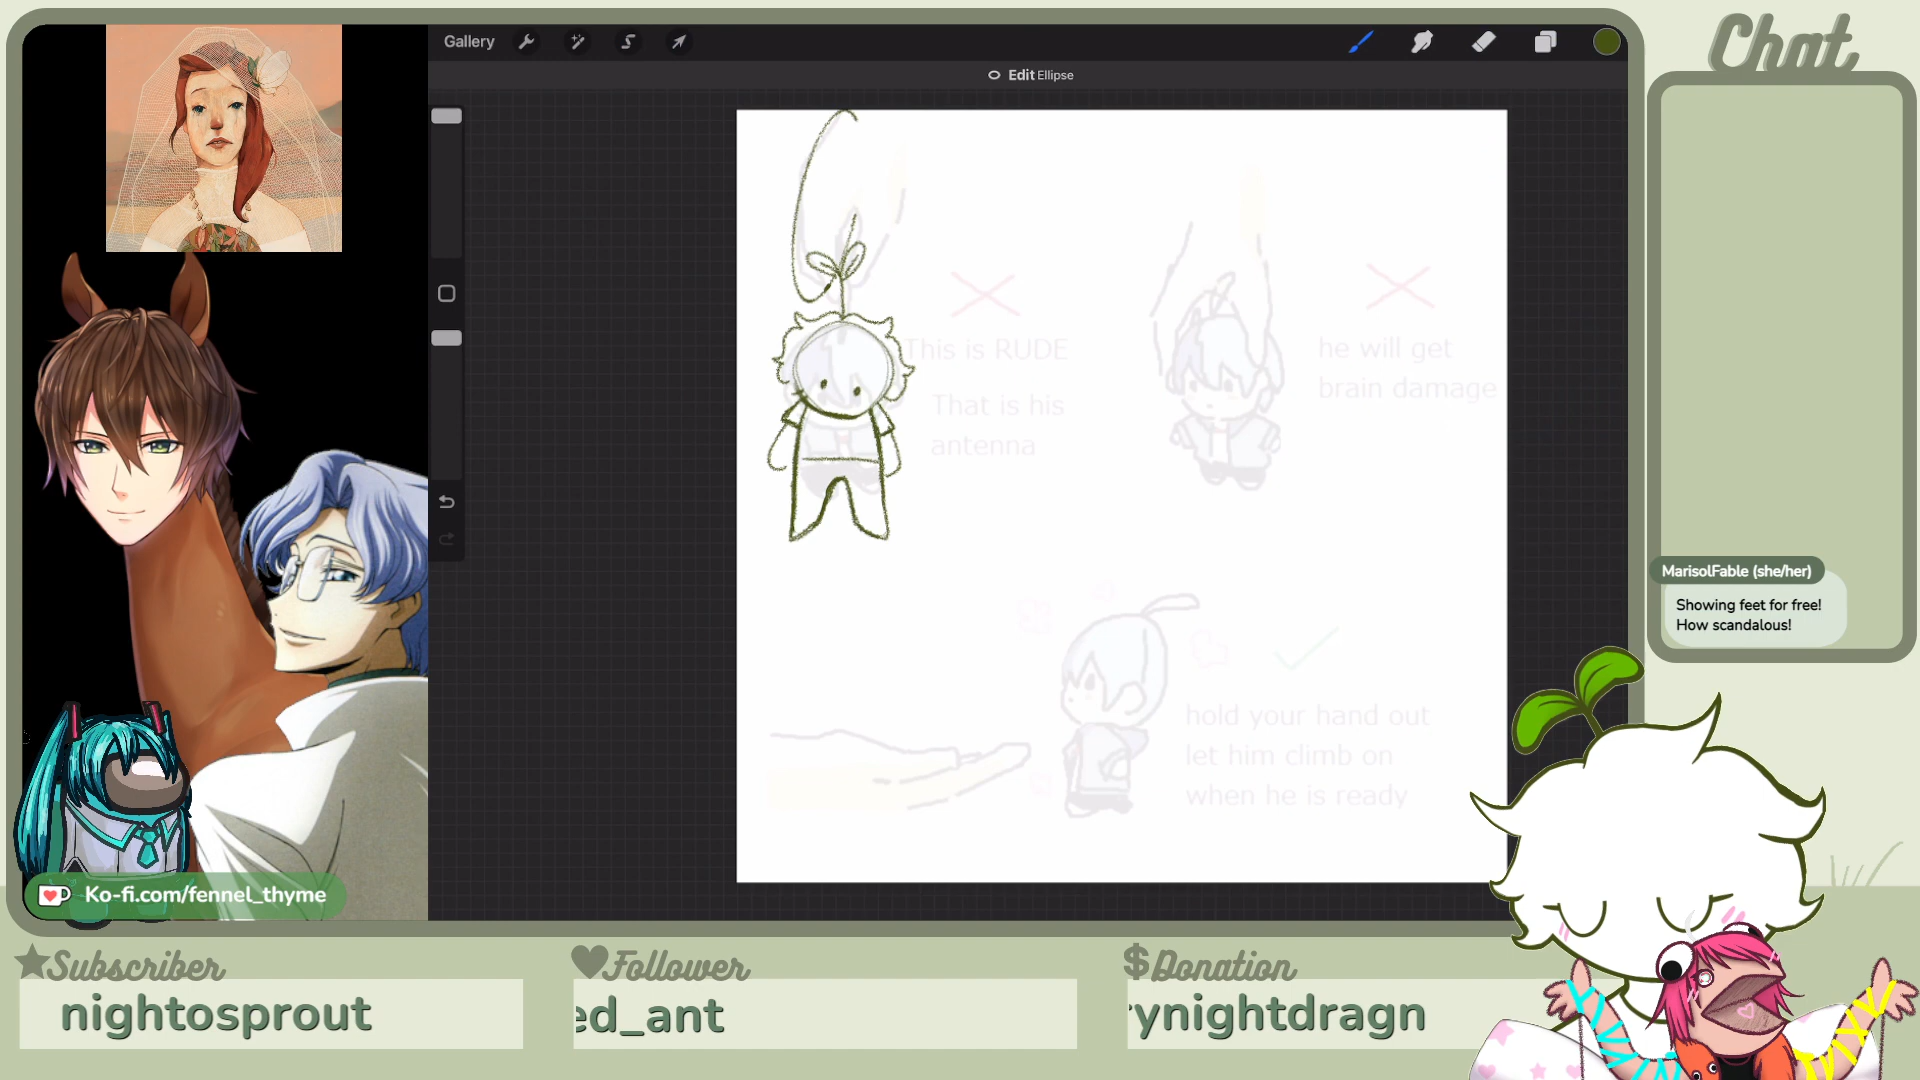 Chat
Gallery
Edit Ellipse
This is RUDE
That is his
antenna
he will get
brain damage
MarisolFable (she/her)
Showing feet for free!
How scandalous!
hold your hand out
let him climb on
when he is ready
Ko-fi.com/fennel_thyme
Subscriber
nightosprout
Follower
ed_ant
$Donation
ynightdragn